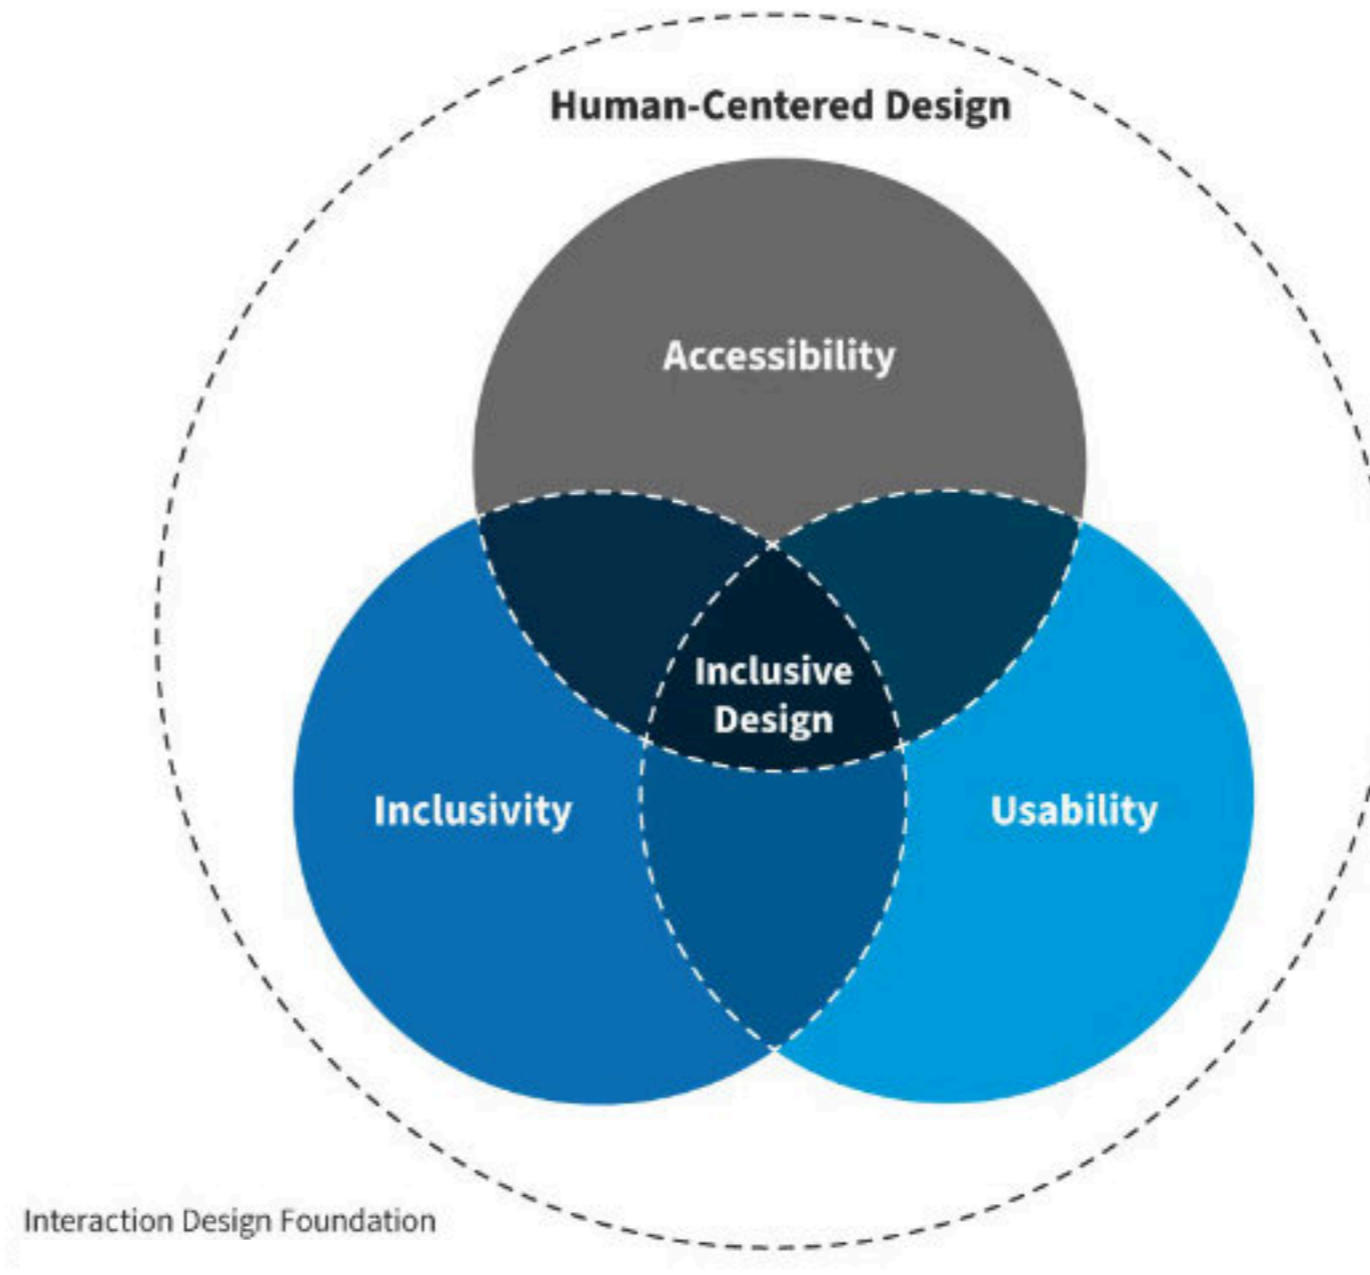 Human-Centered Design
Accessibility
Inclusive
Design
Inclusivity
Usability
Interaction Design Foundation